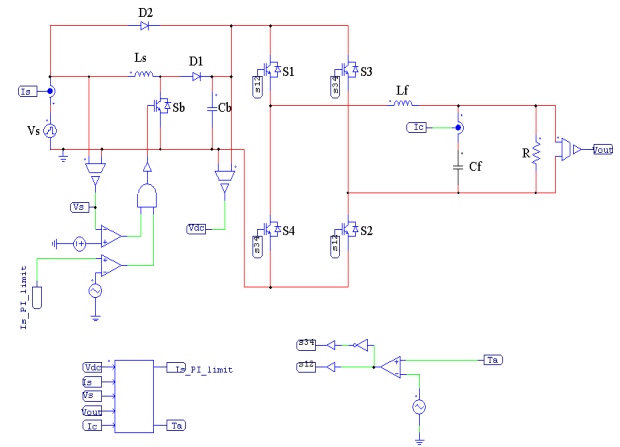 D2
Ls
D1
S1
s12
s34
S3
Is
Sb
Cb
Lf
Vs
Ic
R
Vout
Cf
Vs
Vdc
S4
s34
s12
S2
Is_PI_limit
s34
s12
Ta
Vdc
Is
Vs
Vout
Ic
Is_PI_limit
Ta